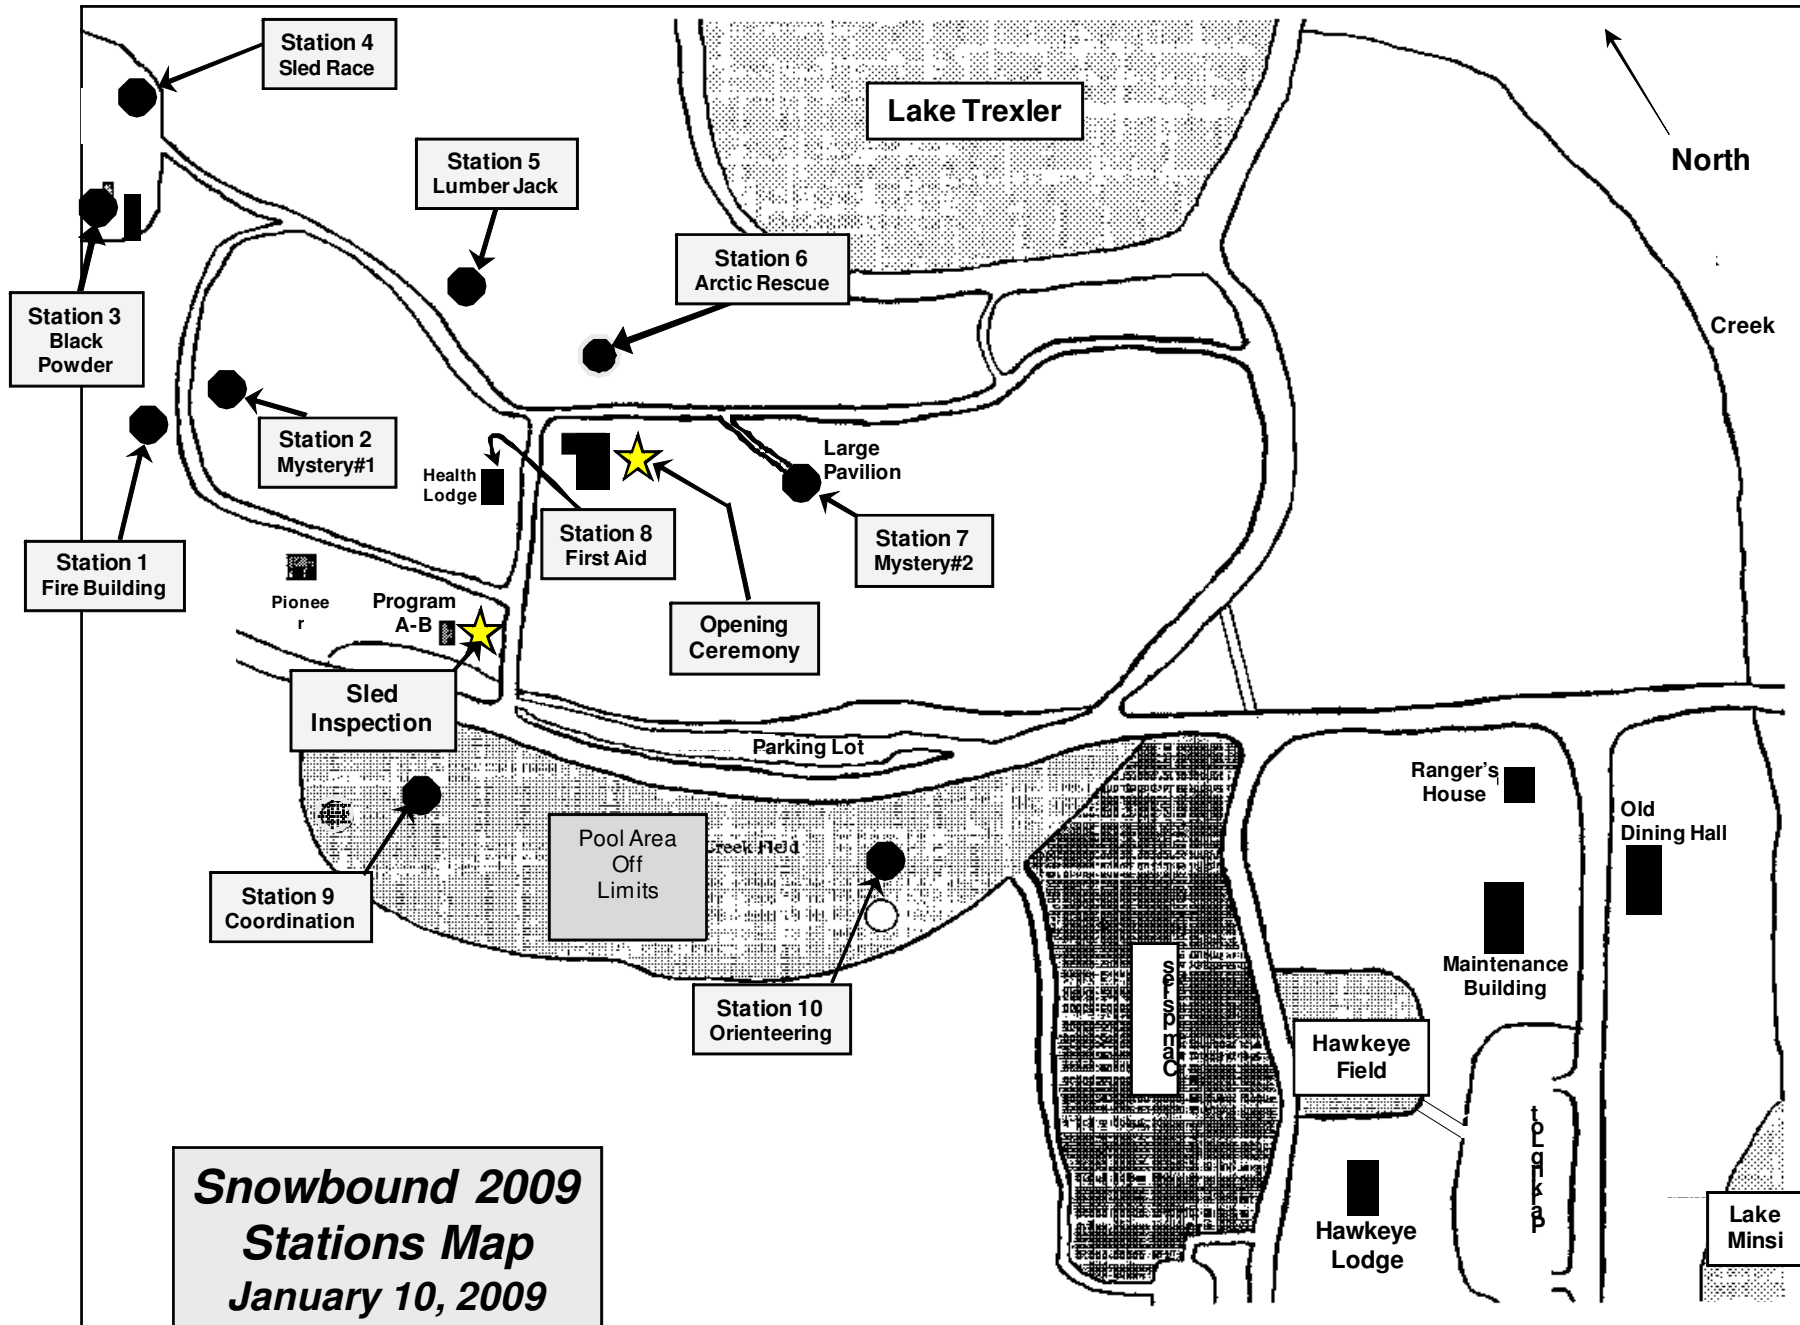 Station 4
Sled Race
Lake Trexler
North
Station 5
Lumber Jack
Station 6
Arctic Rescue
Station 3
Black
Powder
Creek
Station 2
Mystery#1
Health
Lodge
Large
Pavilion
Station 8
First Aid
Station 7
Mystery#2
Station 1
Fire Building
Pionee
r
Program
A-B
Opening
Ceremony
Sled
Inspection
Parking Lot
Ranger's
House
Old
Dining Hall
Pool Area
Off
Limits
Creek Field
Station 9
Coordination
Station 10
Orienteering
Campsites
Maintenance
Building
Hawkeye
Field
Parking Lot
Hawkeye
Lodge
Lake
Minsi
Snowbound 2009
Stations Map
January 10, 2009